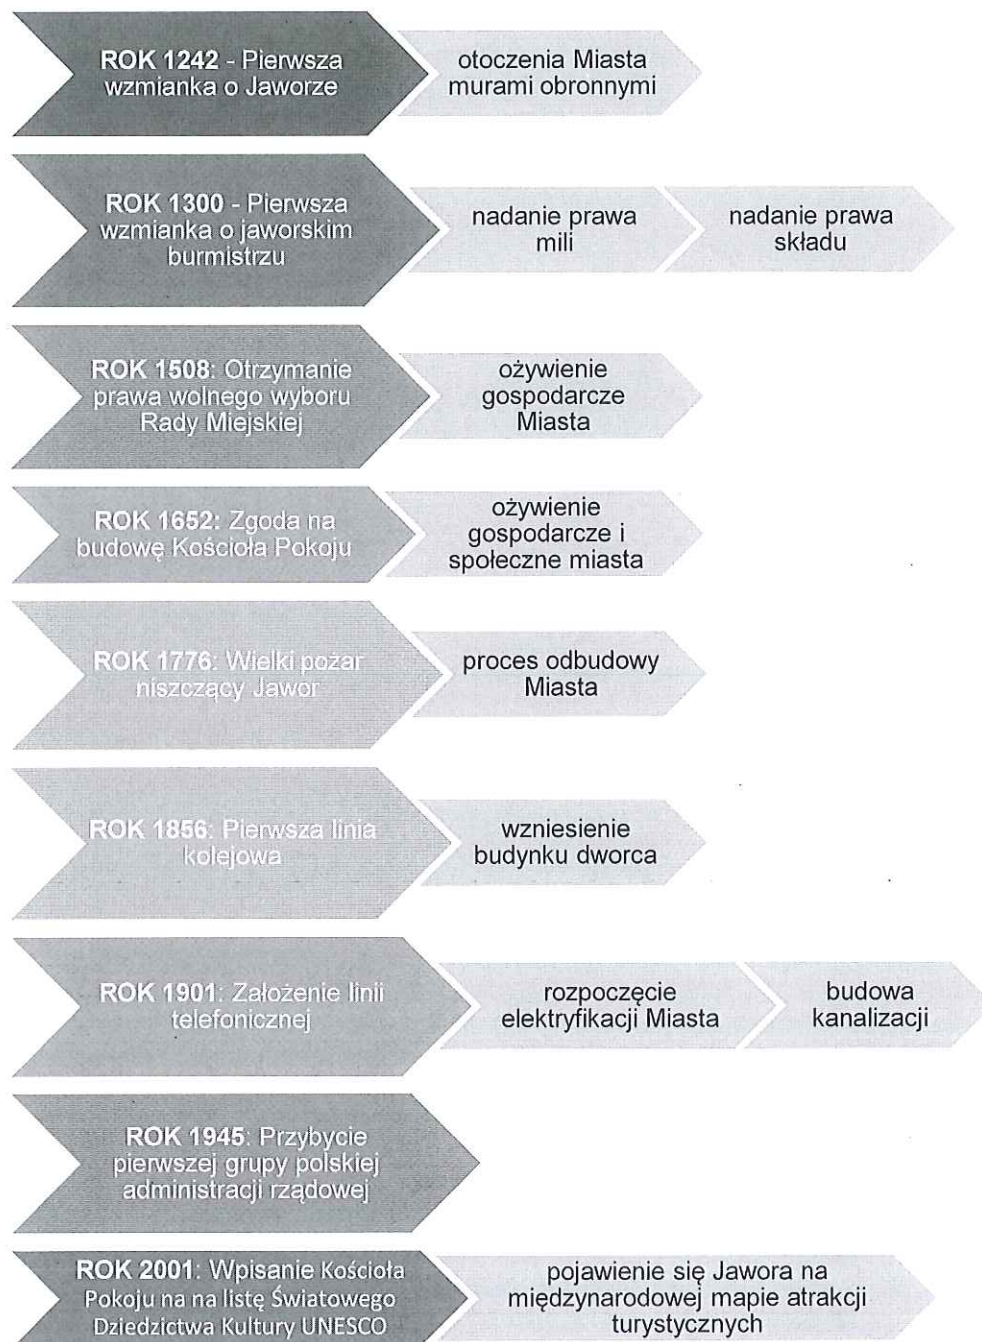 ROK 1242 - Pierwsza
wzmianka o Jaworze
otoczenia Miasta
murami obronnymi
ROK 1300 - Pierwsza
wzmianka o jaworskim
burmistrzu
nadanie prawa
mili
nadanie prawa
składu
ROK 1508: Otrzymanie
prawa wolnego wyboru
Rady Miejskiej
ożywienie
gospodarcze
Miasta
ROK 1652: Zgoda na
budowę Kościoła Pokoju
ożywienie
gospodarcze i
społeczne miasta
ROK 1776: Wielki pożar
niszczący Jawor
proces odbudowy
Miasta
ROK 1856: Pierwsza linia
kolejowa
wzniesienie
budynku dworca
ROK 1901: Założenie linii
telefonicznej
rozpoczęcie
elektryfikacji Miasta
budowa
kanalizacji
ROK 1945: Przybycie
pierwszej grupy polskiej
administracji rządowej
ROK 2001: Wpisanie Kościoła
Pokoju na na listę Światowego
Dziedzictwa Kultury UNESCO
pojawienie się Jawora na
międzynarodowej mapie atrakcji
turystycznych